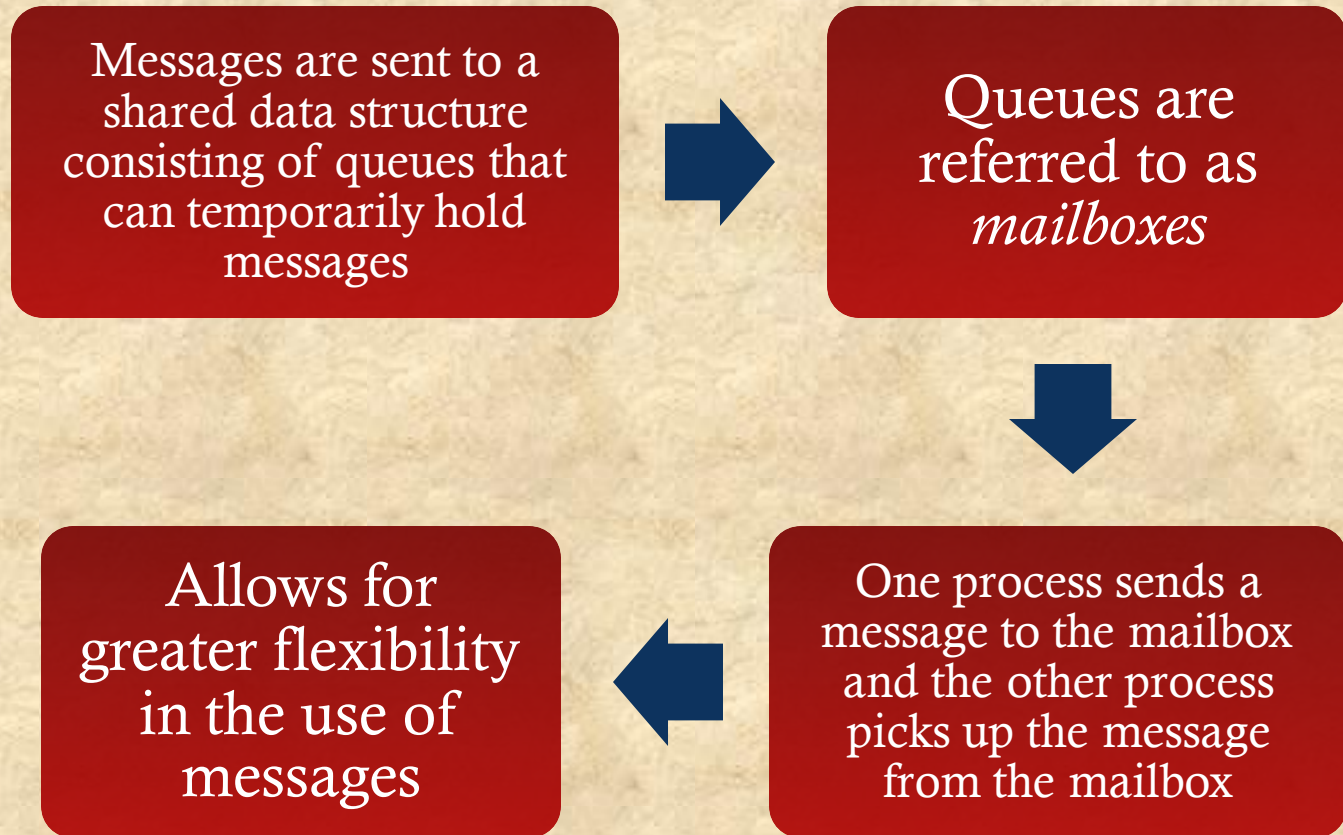 Messages are sent to a
shared data structure
consisting of queues that
can temporarily hold
messages
Queues are
referred to as
mailboxes
One process sends a
message to the mailbox
and the other process
picks up the message
from the mailbox
Allows for
greater flexibility
in the use of
messages